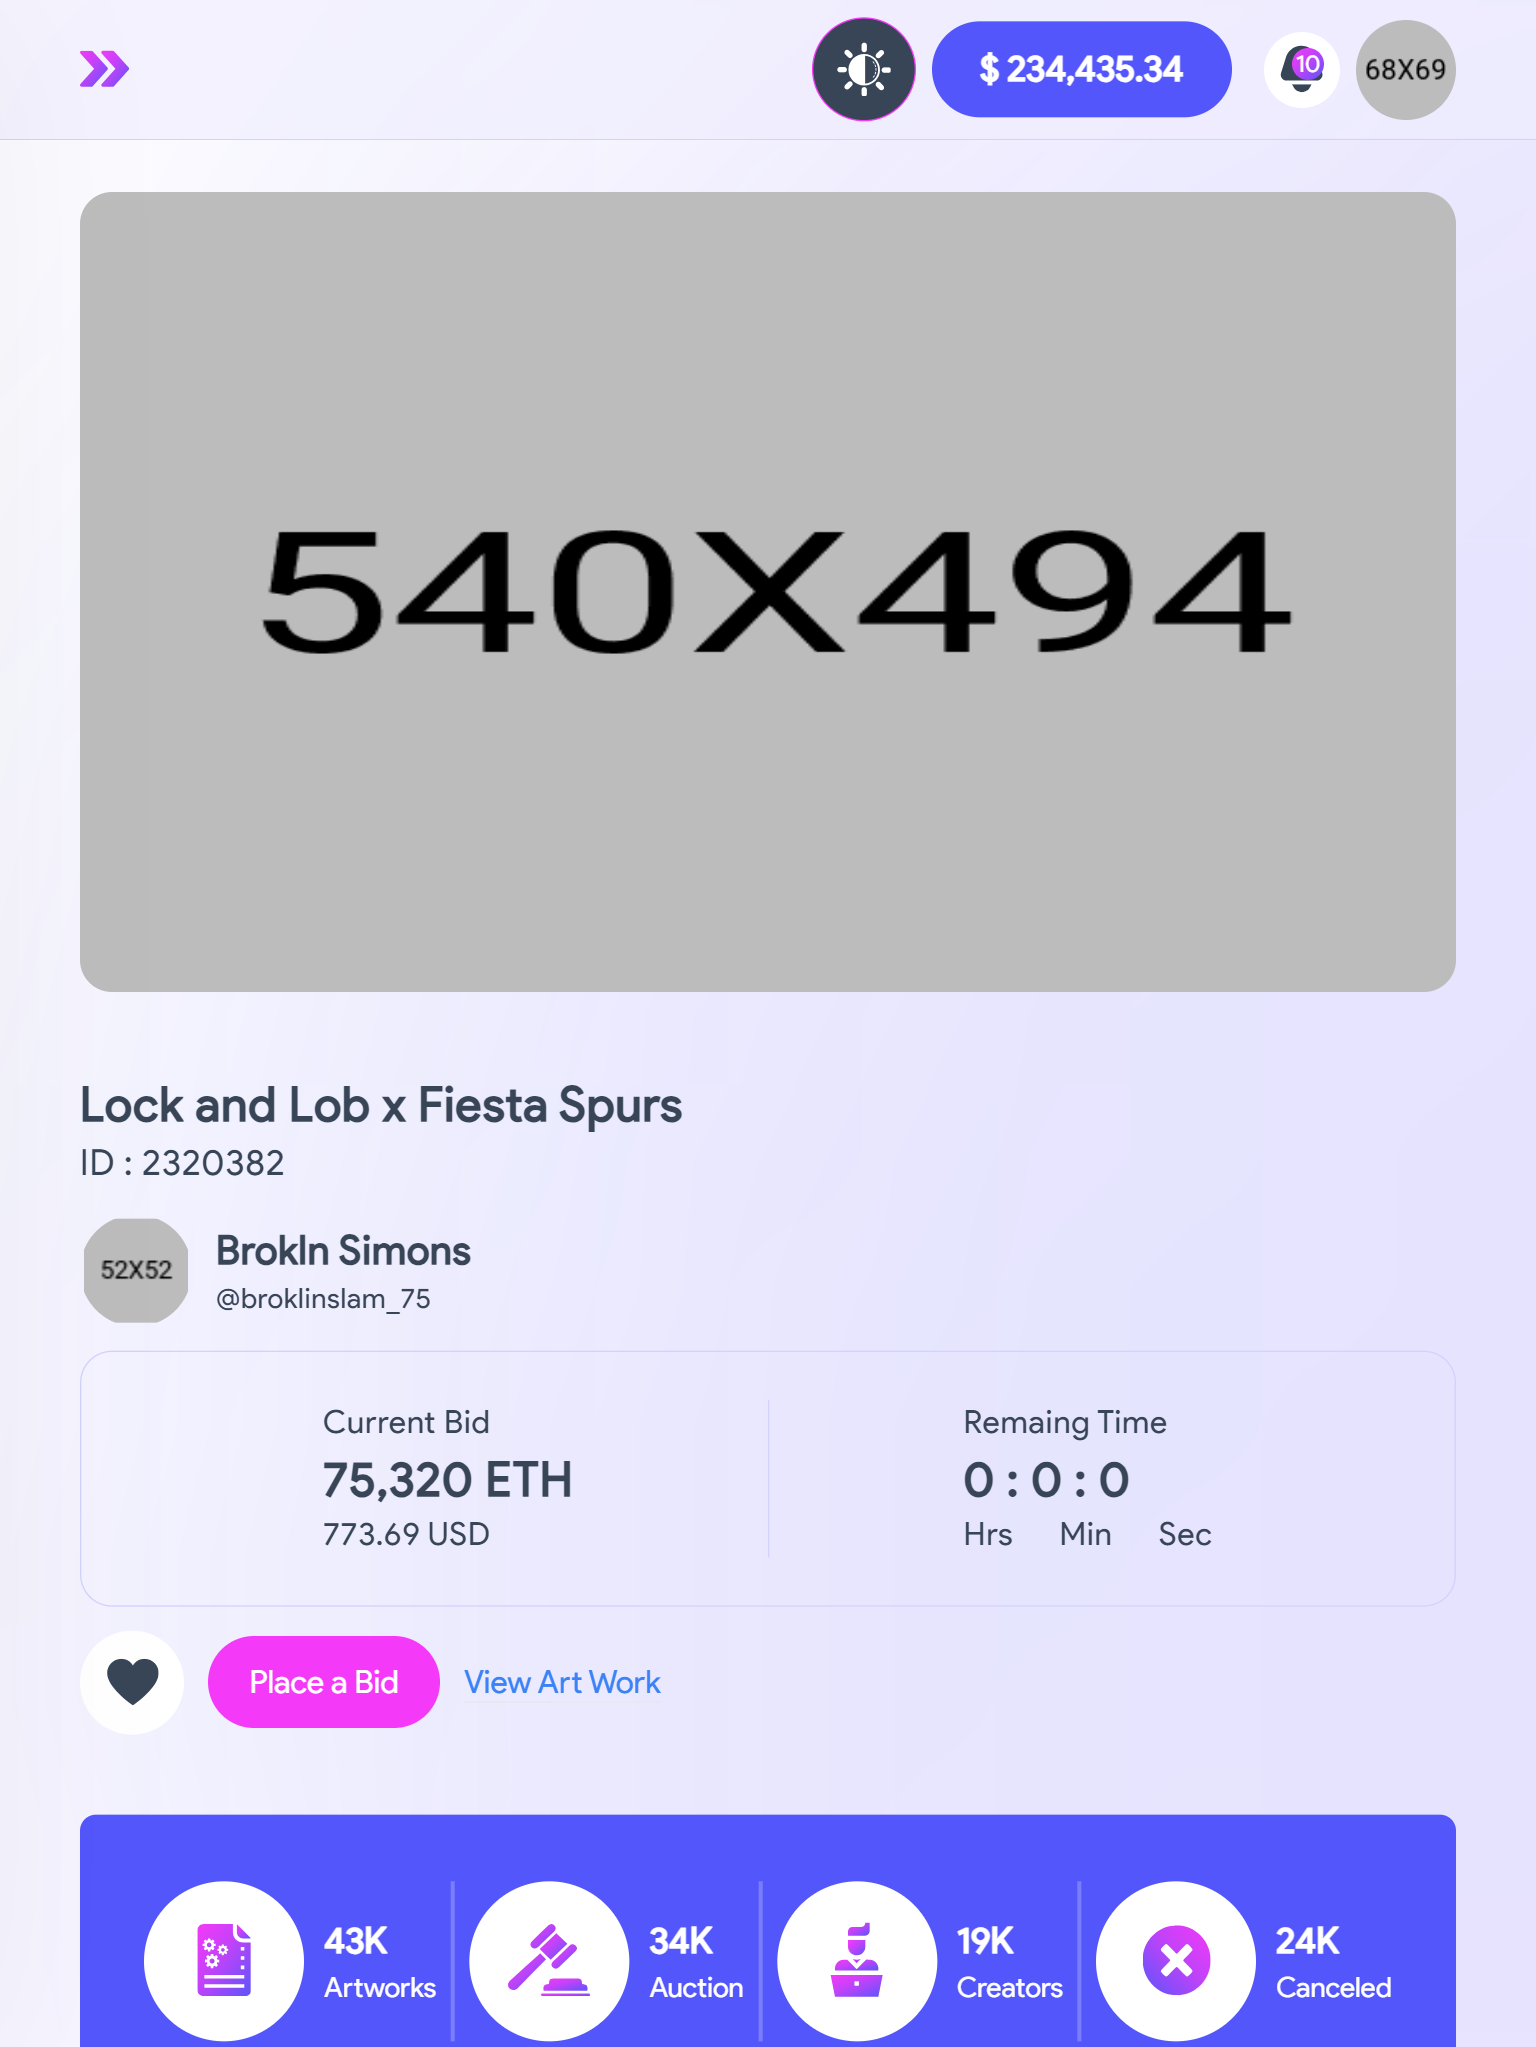 $ 234,435.34
10
68X69
540X494
Lock and Lob x Fiesta Spurs
ID : 2320382
52X52
Brokln Simons
@broklinslam_75
Current Bid
75,320 ETH
773.69 USD
Remaing Time
0 : 0 : 0
Hrs Min Sec
Place a Bid
View Art Work
43K
Artworks
34K
Auction
19K
Creators
24K
Canceled